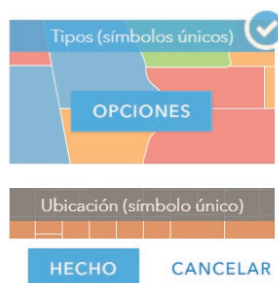 Tipos (símbolos únicos)
OPCIONES
Ubicación (símbolo único)
HECHO CANCELAR